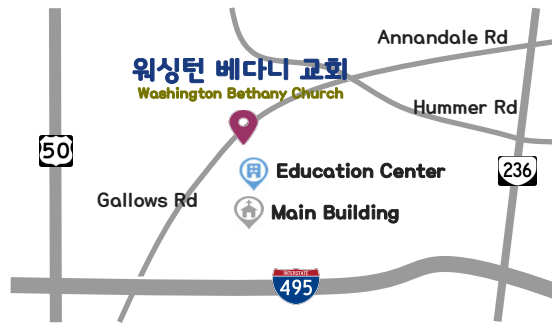 Annandale Rd
워싱턴 베다니 교회
Washington Bethany Church
Hummer Rd
50
236
Education Center
Gallows Rd
Main Building
INTERSTATE
495